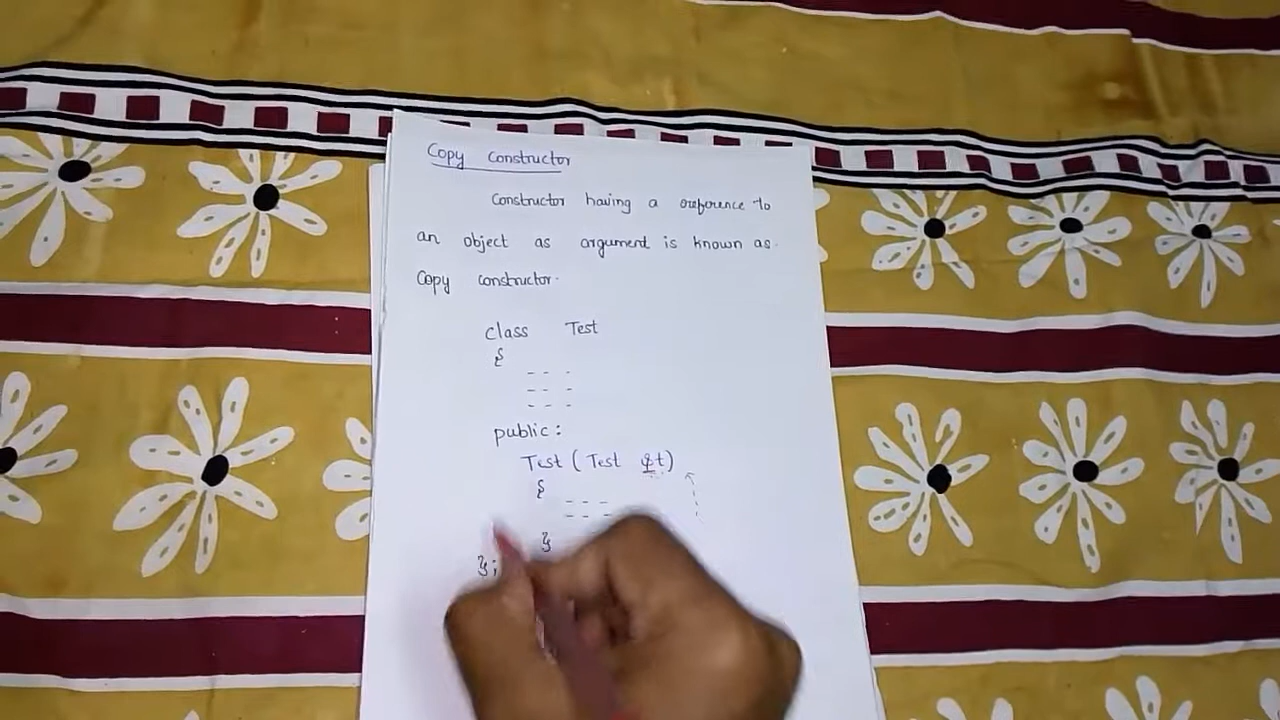 Copy Constructor
Constructor having a reference to
an object as argument is known as.
Copy constructor.
class Test
{
- - -
- - -
- - -
public:
Test ( Test &t)
{
- - -
- - -
}
};